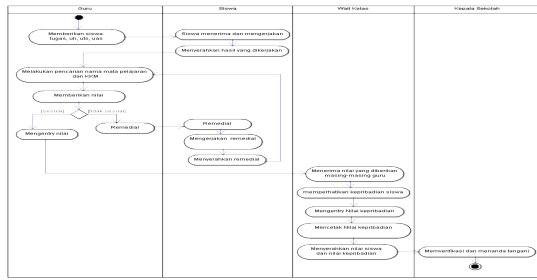 Guru
Siswa
Wali Kelas
Kepala Sekolah
Memberikan siswa
tugas, uh, uts, uas
Siswa menerima dan mengerjakan
Menyerahkan hasil yang dikerjakan
Melakukan pencarian nama mata pelajaran
dan KKM
Memberikan nilai
[sesuai]
[tidak sesuai]
Mengentry nilai
Remedial
Remedial
Mengerjakan remedial
Menyerahkan remedial
Menerima nilai yang diberikan
masing-masing guru
memperhatikan kepribadian siswa
Mengentry Nilai kepribadian
Mencetak Nilai kepribadian
Menyerahkan nilai siswa
dan nilai kepribadian
Memverifikasi dan menanda tangani